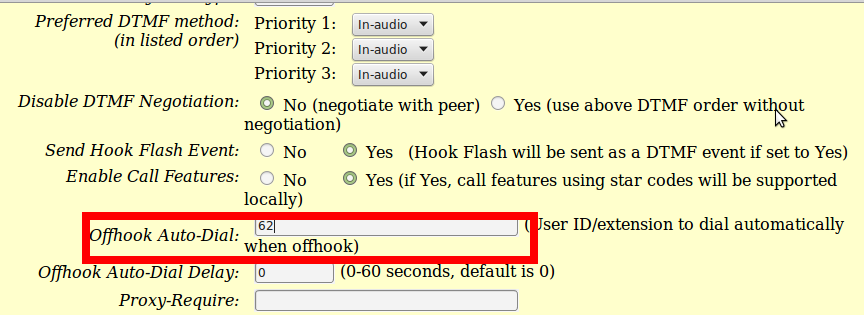 Preferred DTMF method: Priority 1: In-audio
(in listed order) Priority 2: In-audio
Priority 3: In-audio
Disable DTMF Negotiation: No (negotiate with peer) Yes (use above DTMF order without
negotiation)
Send Hook Flash Event: No Yes (Hook Flash will be sent as a DTMF event if set to Yes)
Enable Call Features: No Yes (if Yes, call features using star codes will be supported
locally)
Offhook Auto-Dial: 62 (User ID/extension to dial automatically
when offhook)
Offhook Auto-Dial Delay: 0 (0-60 seconds, default is 0)
Proxy-Require: